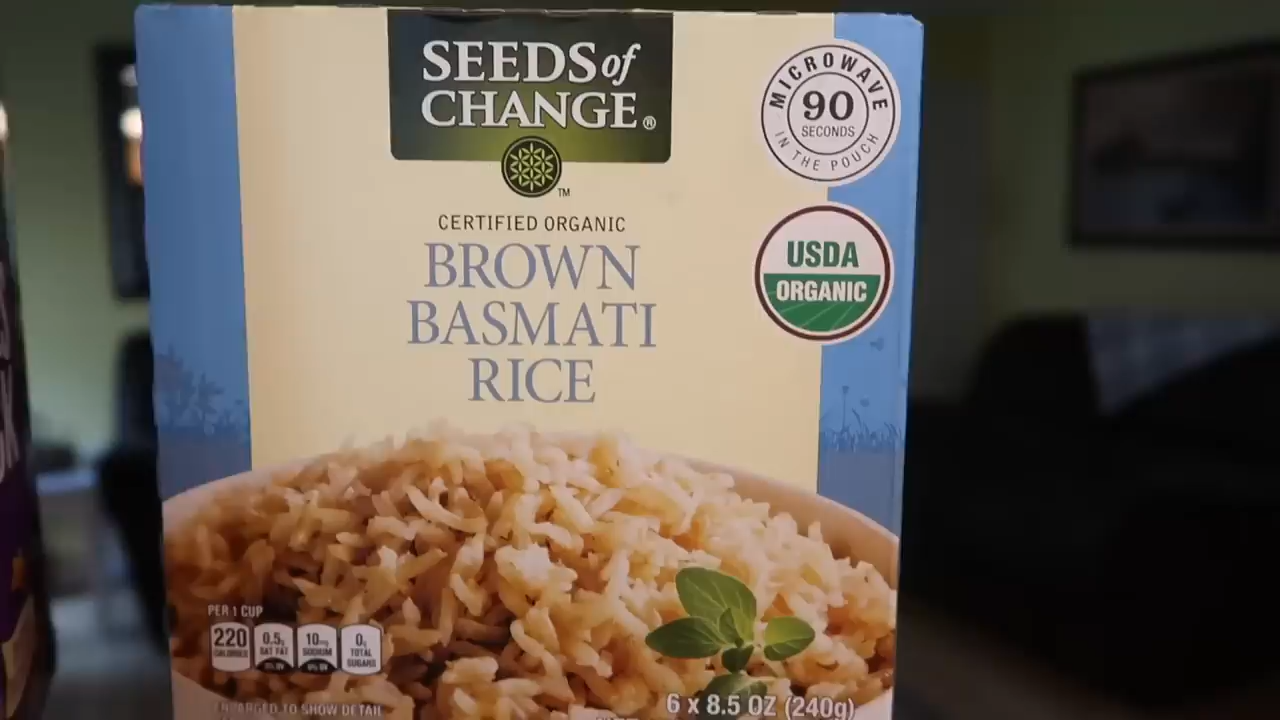 SEEDS of
CHANGE®
TM
CERTIFIED ORGANIC
BROWN
BASMATI
RICE
MICROWAVE
90
SECONDS
IN THE POUCH
USDA
ORGANIC
PER 1 CUP
220
CALORIES
0.5g
SAT FAT
10mg
SODIUM
0g
TOTAL
SUGARS
ENLARGED TO SHOW DETAIL
6 x 8.5 OZ (240g)